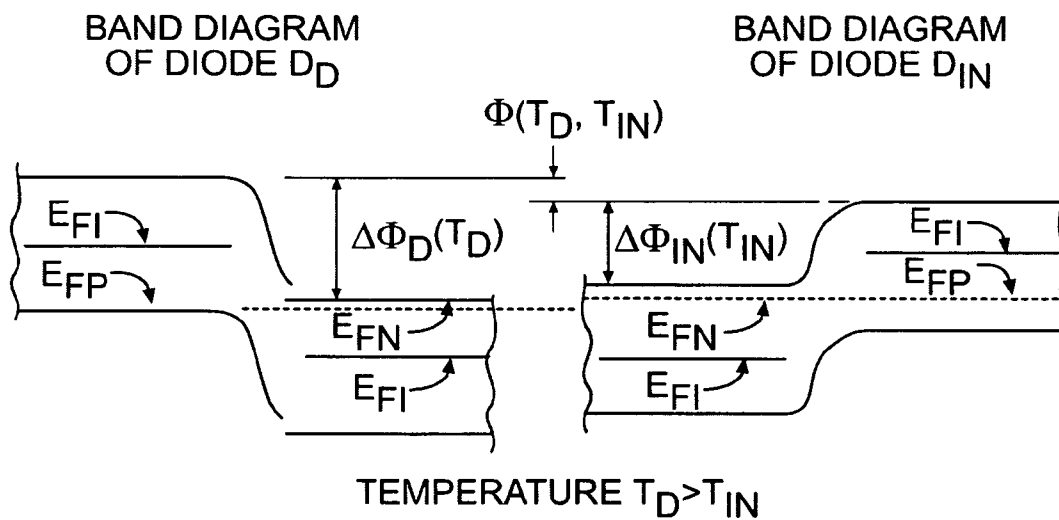 BAND DIAGRAM
OF DIODE D_D
BAND DIAGRAM
OF DIODE D_IN
Φ(T_D, T_IN)
E_FI
E_FP
ΔΦ_D(T_D)
E_FN
E_FI
ΔΦ_IN(T_IN)
E_FI
E_FP
E_FN
E_FI
TEMPERATURE T_D>T_IN